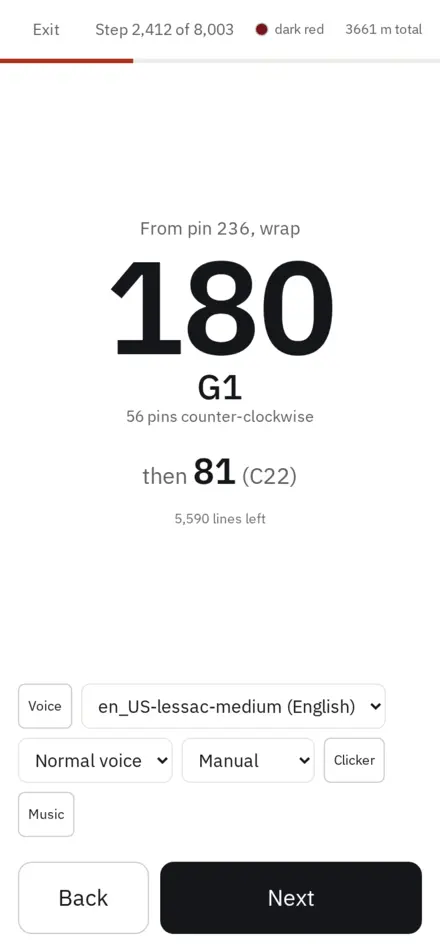 Exit Step 2,412 of 8,003 dark red 3661 m total
From pin 236, wrap
180
G1
56 pins counter-clockwise
then 81 (C22)
5,590 lines left
Voice en_US-lessac-medium (English)
Normal voice Manual Clicker
Music
Back Next